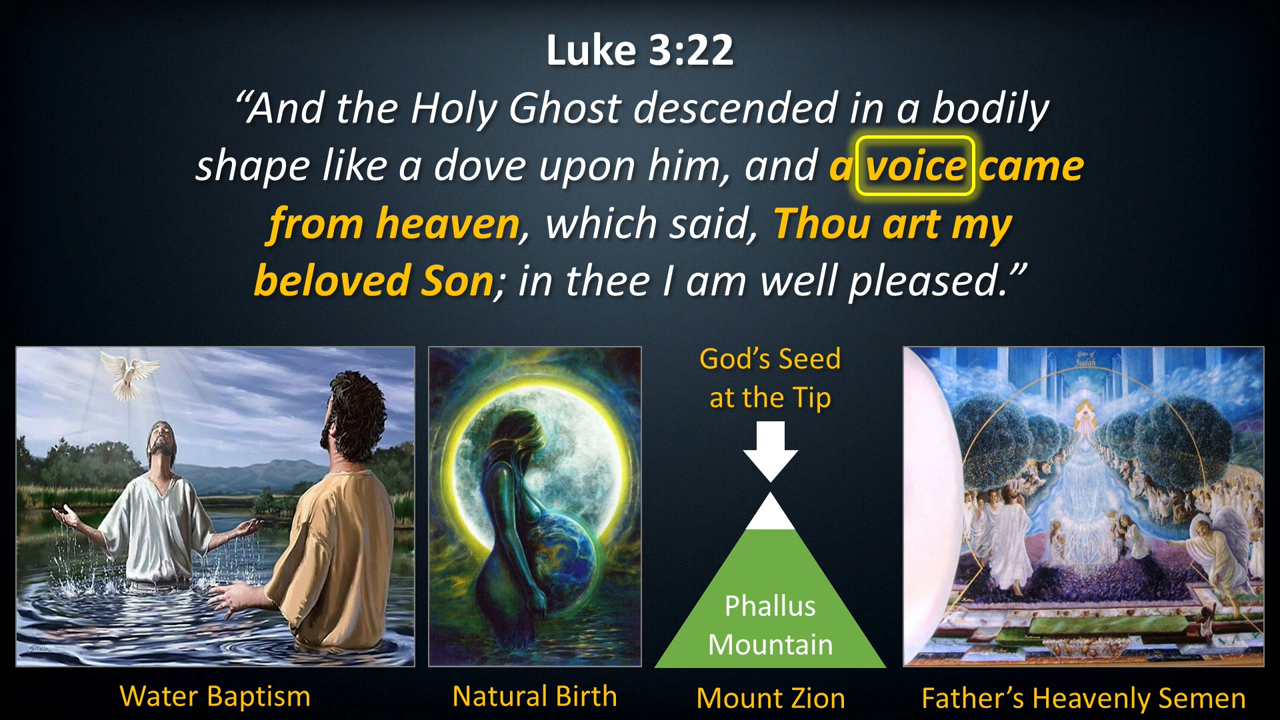 Luke 3:22
“And the Holy Ghost descended in a bodily
shape like a dove upon him, and a voice came
from heaven, which said, Thou art my
beloved Son; in thee I am well pleased.”
God’s Seed
at the Tip
Phallus
Mountain
Water Baptism
Natural Birth
Mount Zion
Father’s Heavenly Semen